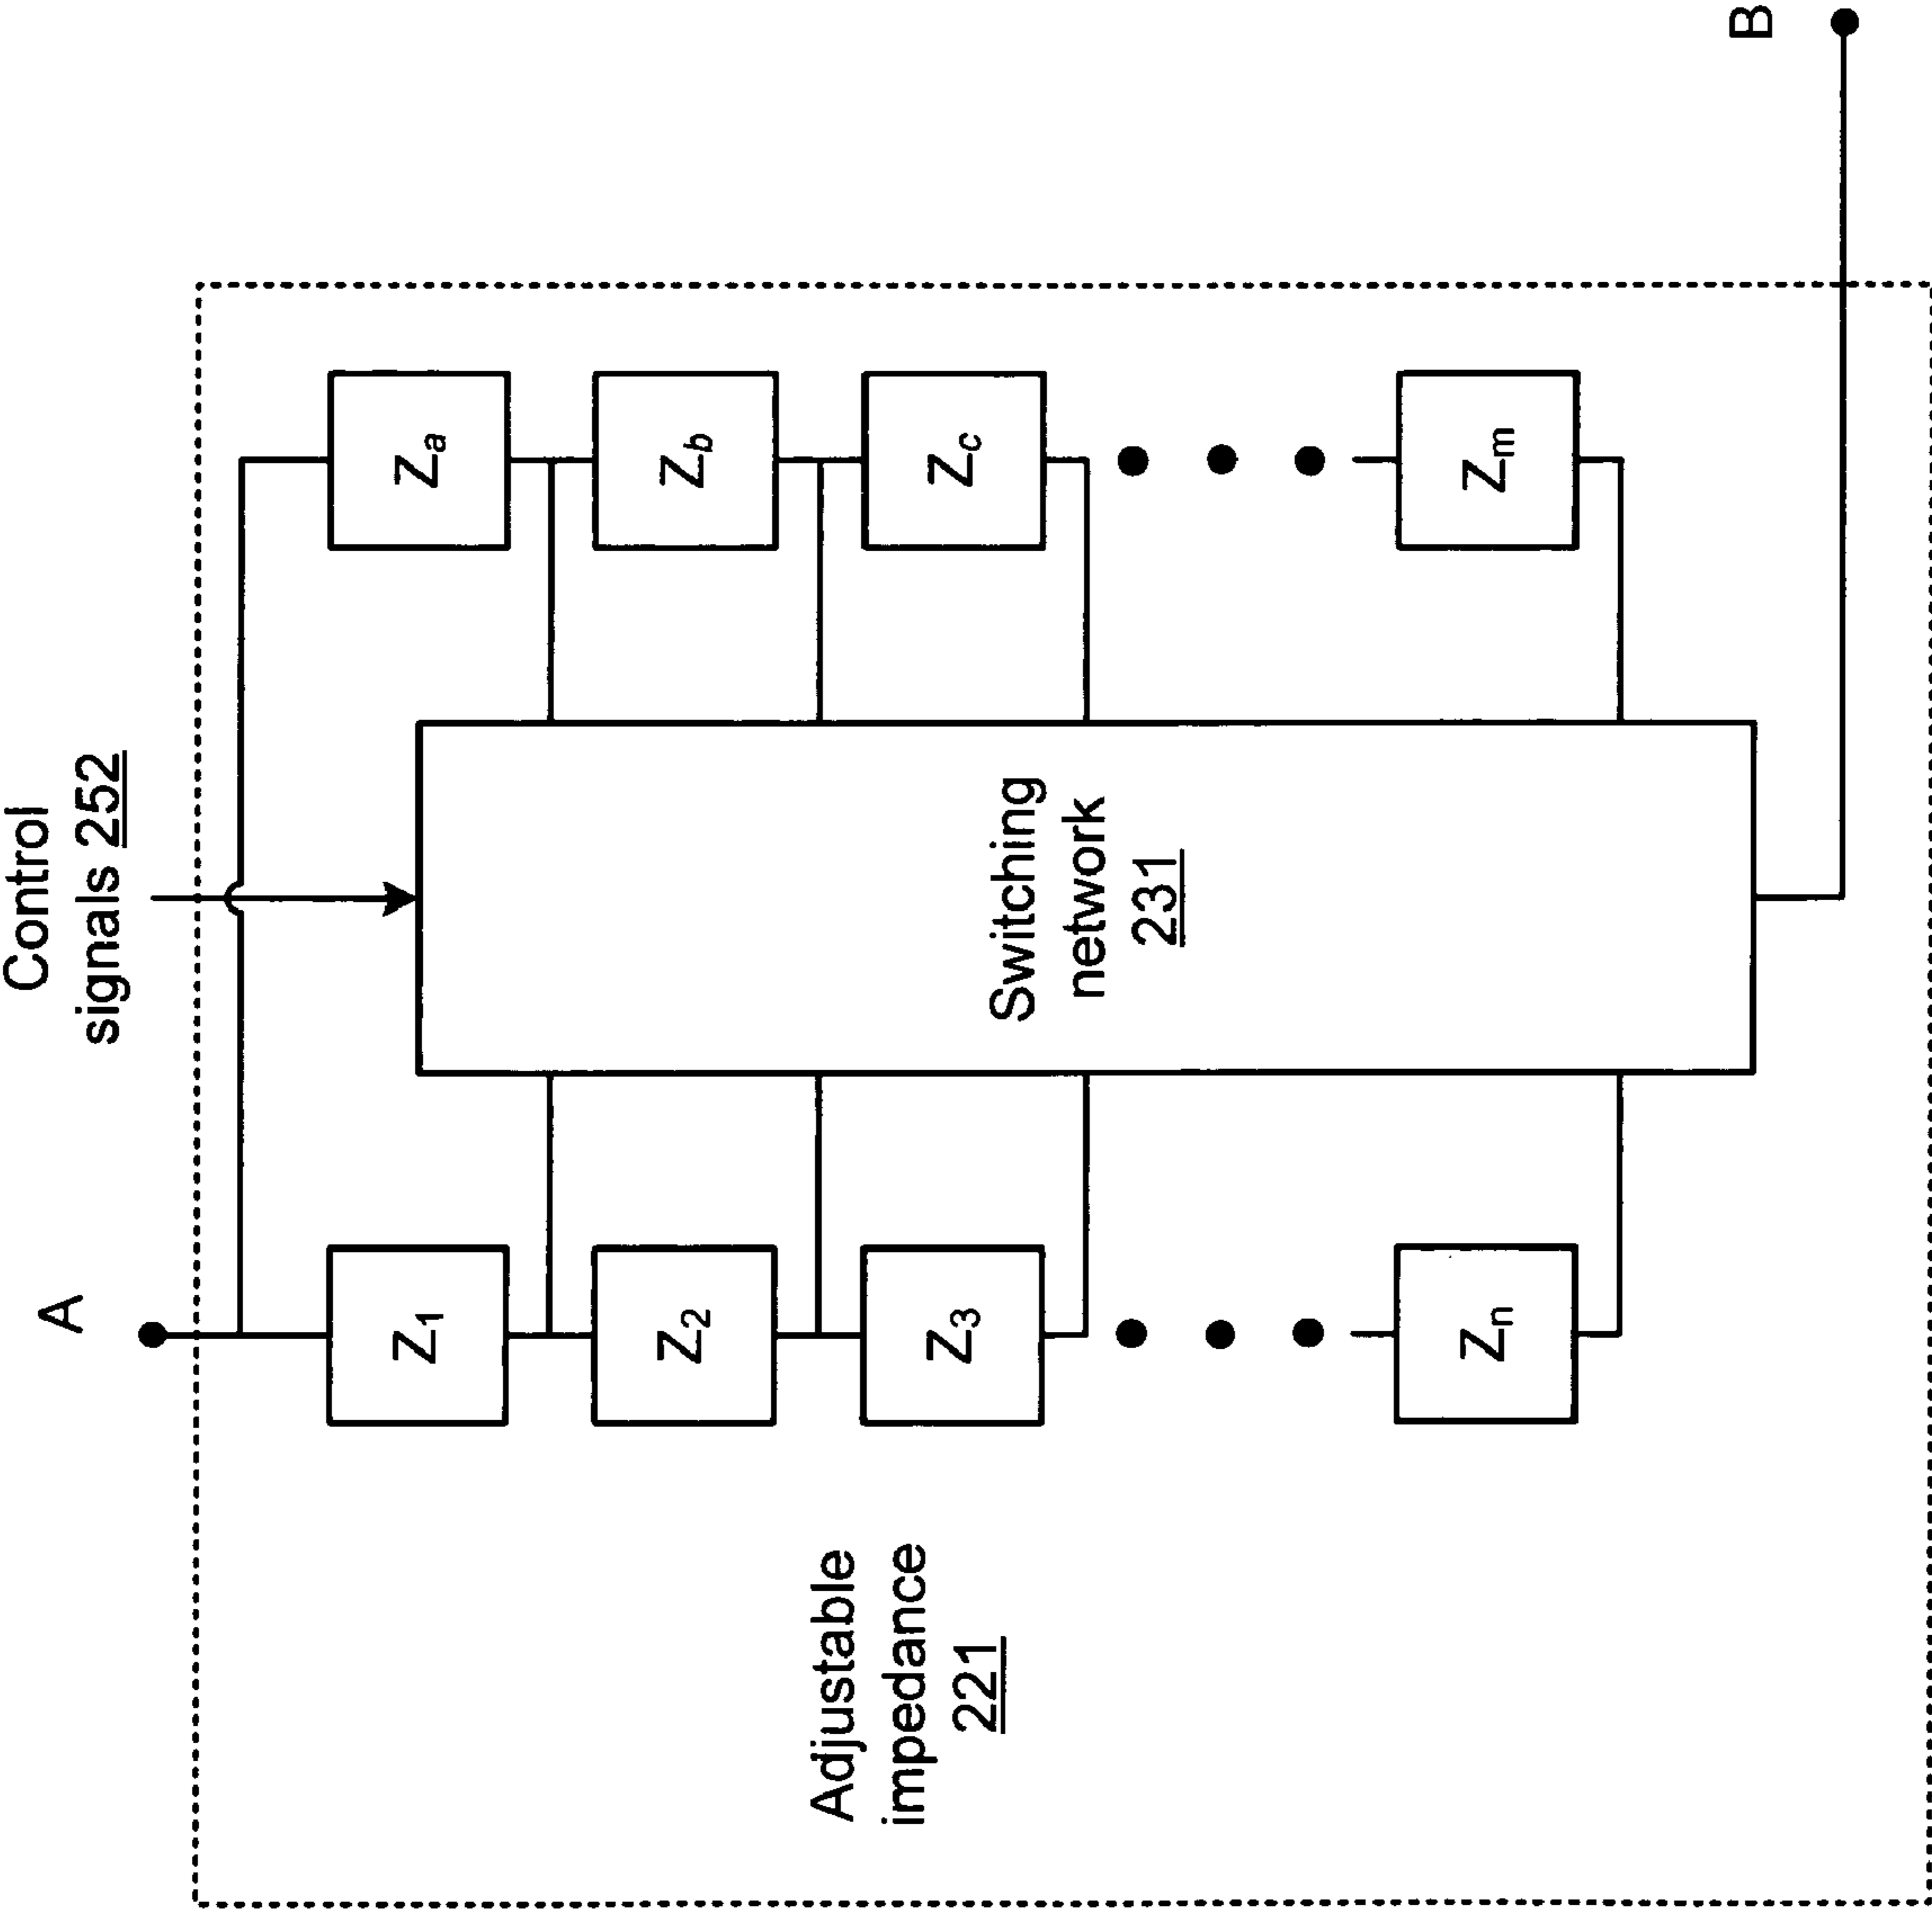 Control
signals 252
A
B
Z1
Z2
Z3
Zn
Za
Zb
Zc
Zm
Switching
network
231
Adjustable
impedance
221